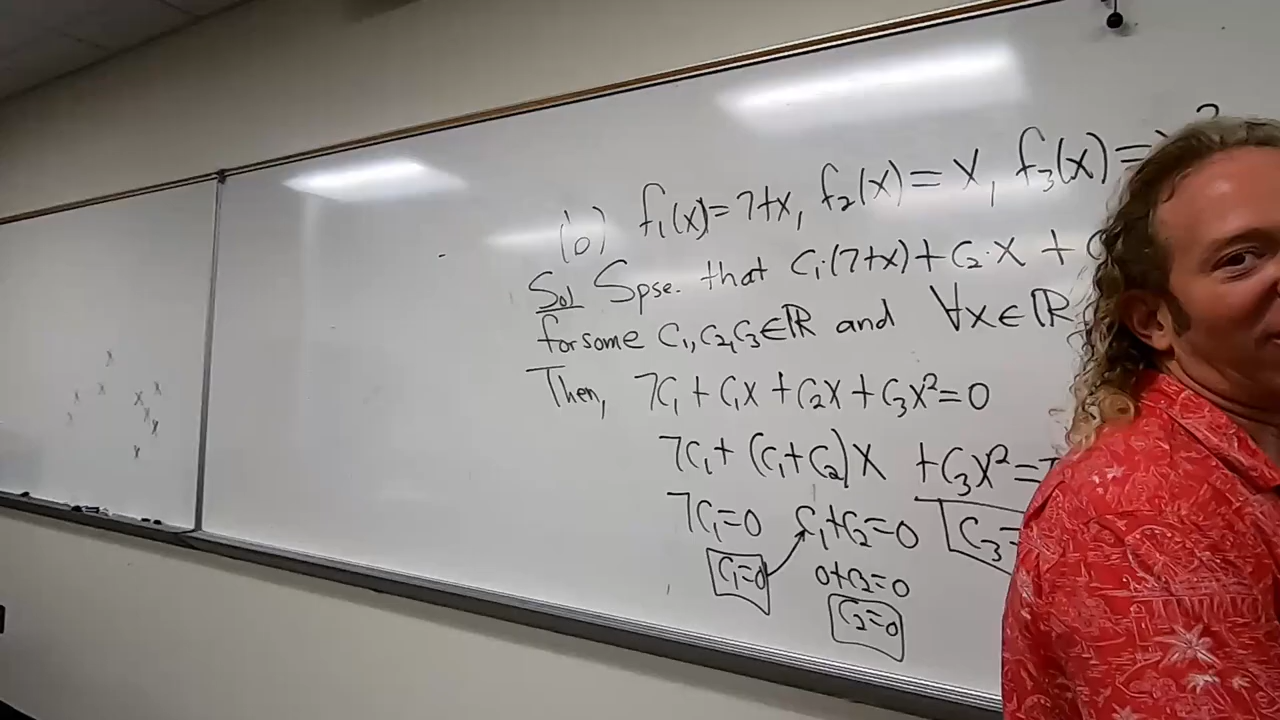 (b) f₁(x)=7+x, f₂(x)=x, f₃(x)=
Sol Spse. that C₁·(7+x)+C₂·x+
for some C₁,C₂,C₃∈ℝ and ∀x∈ℝ
Then, 7C₁+C₁x+C₂x+C₃x²=0
7C₁+(C₁+C₂)x +C₃x²=
7C₁=0 C₁+C₂=0 C₃=
C₁=0 0+C₂=0
C₂=0